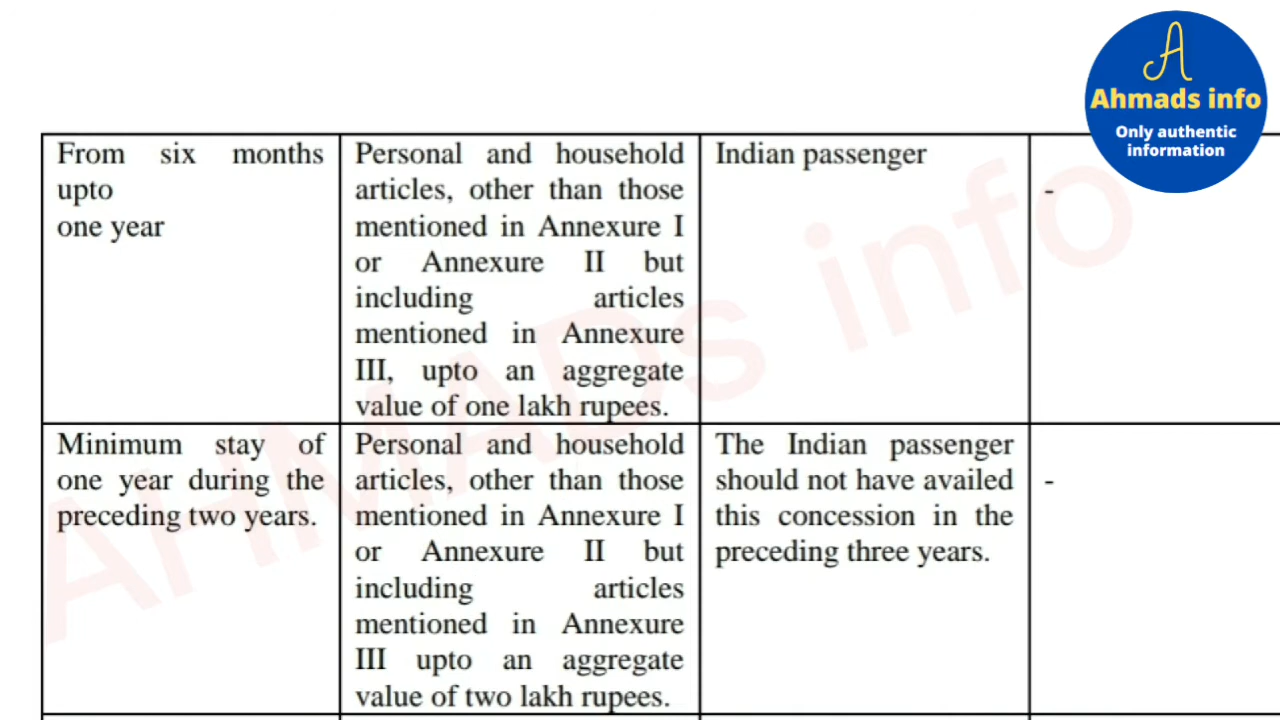 A
Ahmads info
Only authentic
information
From six months
upto
one year
Personal and household
articles, other than those
mentioned in Annexure I
or Annexure II but
including articles
mentioned in Annexure
III, upto an aggregate
value of one lakh rupees.
Indian passenger
-
Minimum stay of
one year during the
preceding two years.
Personal and household
articles, other than those
mentioned in Annexure I
or Annexure II but
including articles
mentioned in Annexure
III upto an aggregate
value of two lakh rupees.
The Indian passenger
should not have availed
this concession in the
preceding three years.
-
AHMADs info